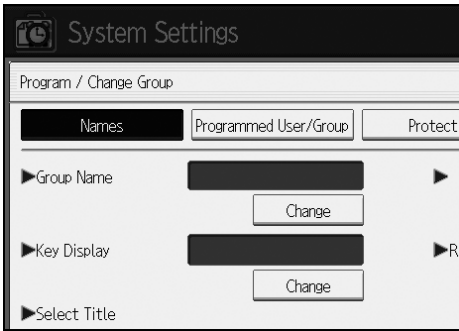 System Settings
Program / Change Group
Names Programmed User/Group Protect
▶Group Name ▶
Change
▶Key Display ▶R
Change
▶Select Title